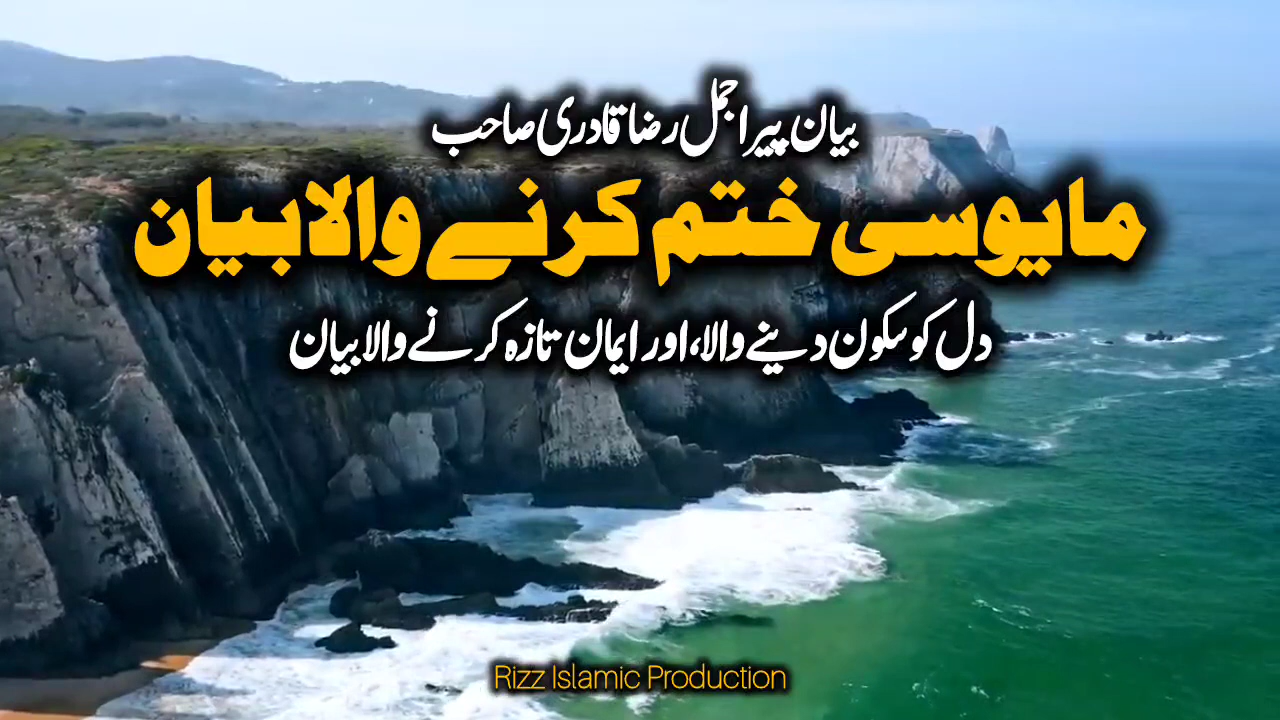 بیان پیر اجمل رضا قادری صاحب
مایوسی ختم کرنے والا بیان
دل کو سکون دینے والا، اور ایمان تازہ کرنے والا بیان
Rizz Islamic Production